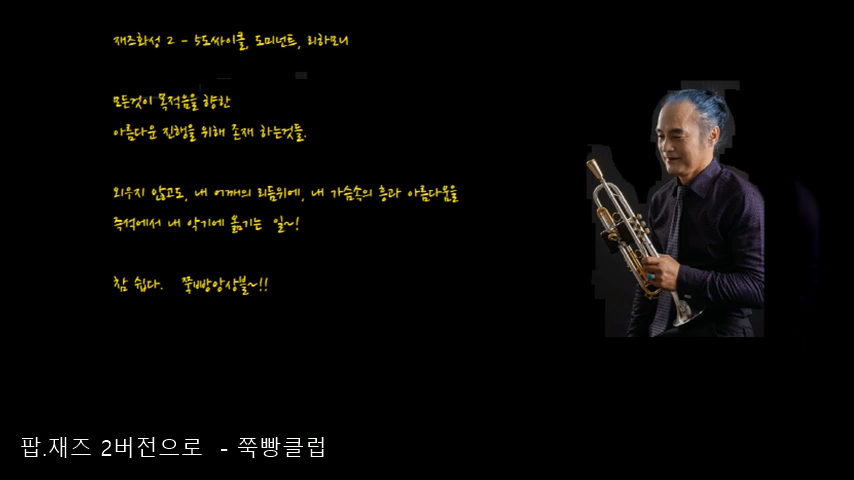 재즈화성 2 - 5도싸이클, 도미넌트, 리하모니
모든것이 목적음을 향한
아름다운 진행을 위해 존재 하는것들.
외우지 않고도, 내 어깨의 리듬위에, 내 가슴속의 흥과 아름다움을
즉석에서 내 악기에 옮기는 일~!
참 쉽다. 쭉빵앙상블~!!
팝.재즈 2버전으로 - 쭉빵클럽